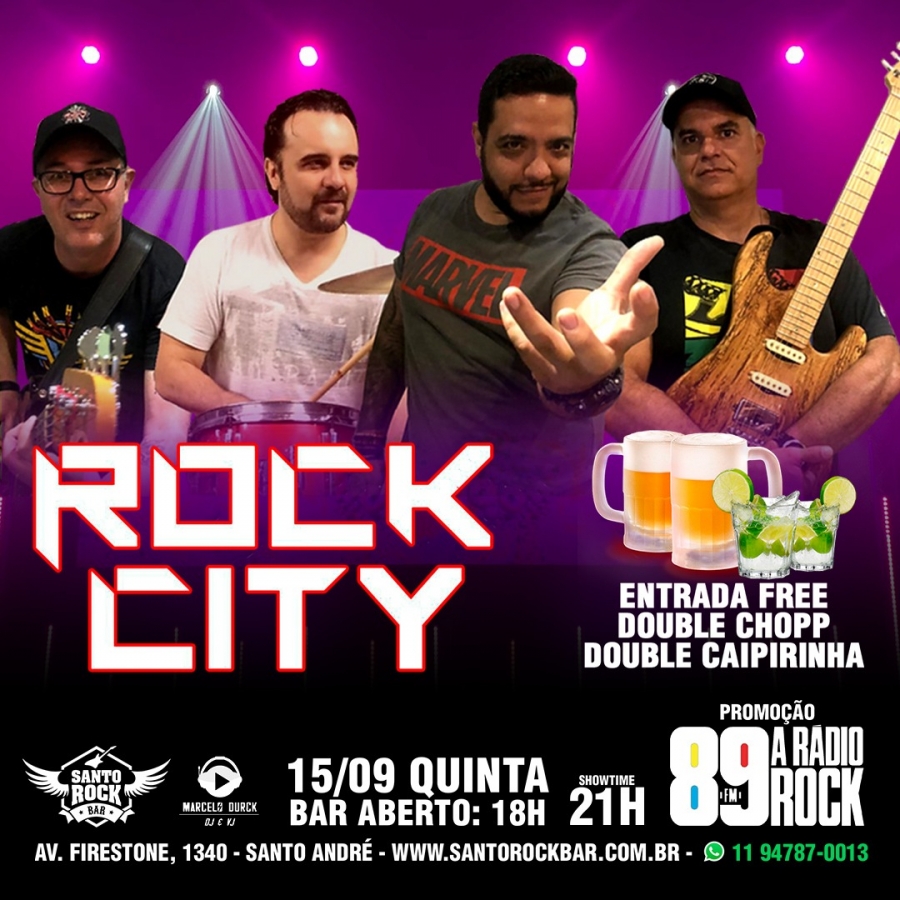 MARVEL
ROCK
CITY
ENTRADA FREE
DOUBLE CHOPP
DOUBLE CAIPIRINHA
PROMOÇÃO
89 FM A RÁDIO ROCK
SANTO
ROCK
BAR
MARCELO DURCK
DJ E VJ
15/09 QUINTA
BAR ABERTO: 18H
SHOWTIME
21H
AV. FIRESTONE, 1340 - SANTO ANDRÉ - WWW.SANTOROCKBAR.COM.BR - 11 94787-0013